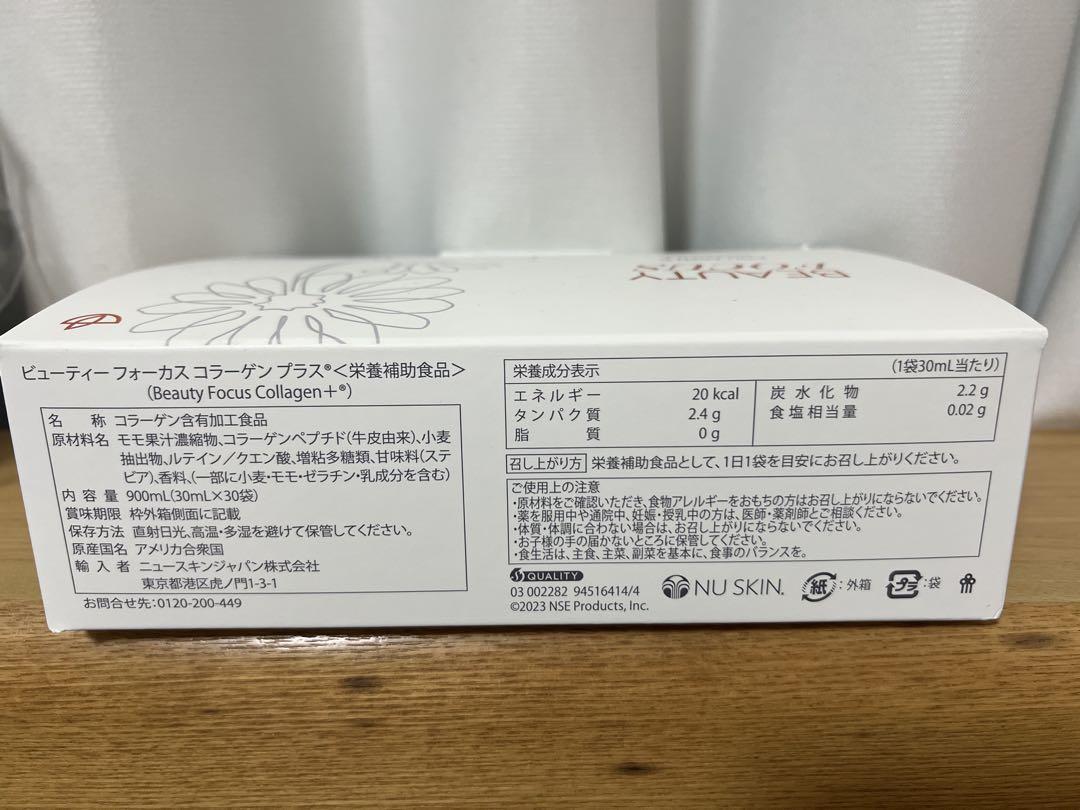 BEAUTY
FOCUS
ビューティー フォーカス コラーゲン プラス®<栄養補助食品>
(Beauty Focus Collagen+®)
名 称 コラーゲン含有加工食品
原材料名 モモ果汁濃縮物、コラーゲンペプチド(牛皮由来)、小麦
抽出物、ルテイン/クエン酸、増粘多糖類、甘味料(ステ
ビア)、香料、(一部に小麦・モモ・ゼラチン・乳成分を含む)
内 容 量 900mL(30mL×30袋)
賞味期限 枠外箱側面に記載
保存方法 直射日光、高温・多湿を避けて保管してください。
原産国名 アメリカ合衆国
輸 入 者 ニュースキンジャパン株式会社
東京都港区虎ノ門1-3-1
お問合せ先:0120-200-449
栄養成分表示 (1袋30mL当たり)
エネルギー 20 kcal 炭水化物 2.2 g
タンパク質 2.4 g 食塩相当量 0.02 g
脂 質 0 g
召し上がり方 栄養補助食品として、1日1袋を目安にお召し上がりください。
ご使用上の注意
・原材料をご確認いただき、食物アレルギーをおもちの方はお召し上がりにならないでください。
・薬を服用中や通院中、妊娠・授乳中の方は、医師・薬剤師とご相談ください。
・体質・体調に合わない場合は、お召し上がりにならないでください。
・お子様の手の届かないところに保管してください。
・食生活は、主食、主菜、副菜を基本に、食事のバランスを。
6S QUALITY
03 002282 94516414/4
©2023 NSE Products, Inc.
NU SKIN®
紙 :外箱
プラ :袋